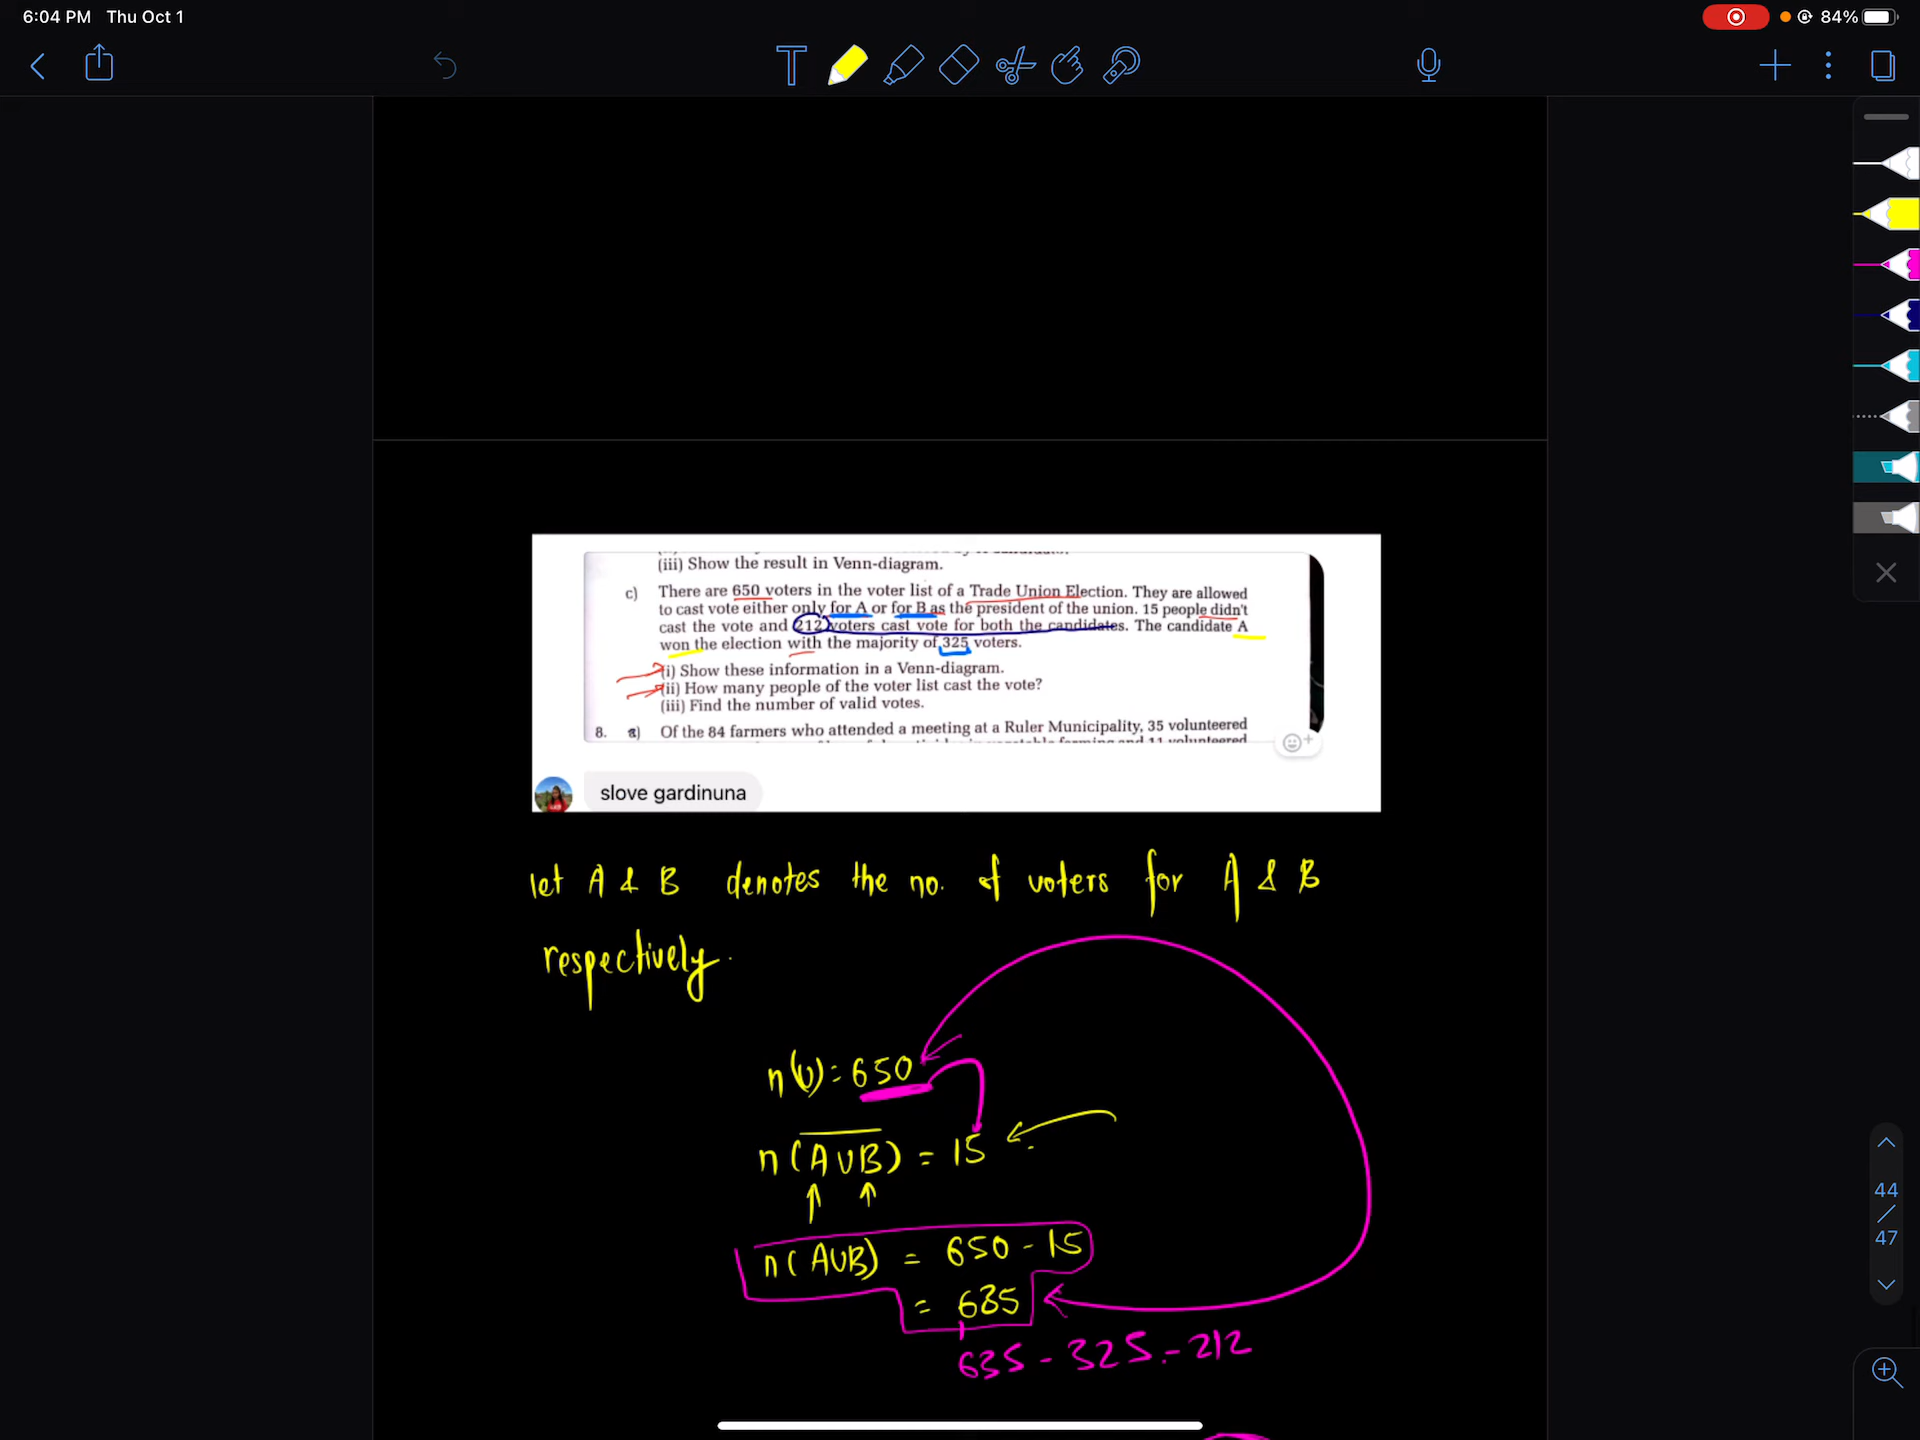 6:04 PM Thu Oct 1
84%
(iii) Show the result in Venn-diagram.
c) There are 650 voters in the voter list of a Trade Union Election. They are allowed
to cast vote either only for A or for B as the president of the union. 15 people didn't
cast the vote and 212 voters cast vote for both the candidates. The candidate A
won the election with the majority of 325 voters.
(i) Show these information in a Venn-diagram.
(ii) How many people of the voter list cast the vote?
(iii) Find the number of valid votes.
8. a) Of the 84 farmers who attended a meeting at a Ruler Municipality, 35 volunteered
slove gardinuna
let A & B denotes the no. of voters for A & B
respectively.
n(U) = 650
n(A∪B)‾ = 15
n(A∪B) = 650 - 15
= 635
635 - 325 - 212
44
/
47